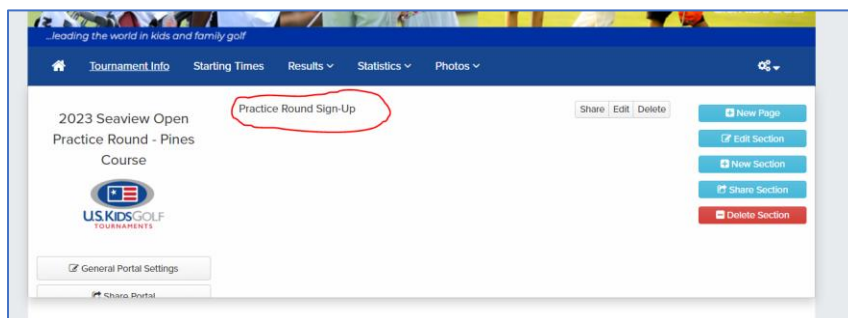 ...leading the world in kids and family golf
Tournament Info Starting Times Results Statistics Photos
2023 Seaview Open
Practice Round - Pines
Course
U.S.KIDSGOLF
TOURNAMENTS
General Portal Settings
Share Portal
Practice Round Sign-Up
Share Edit Delete
New Page
Edit Section
New Section
Share Section
Delete Section